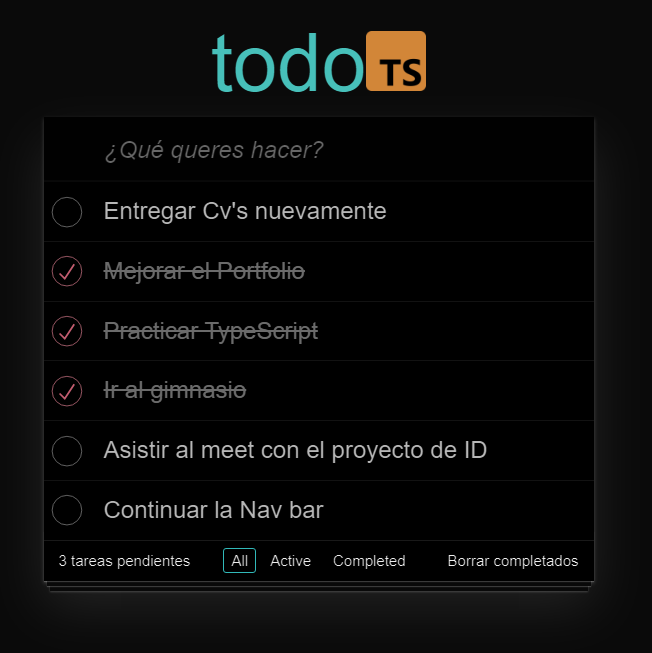 todo TS
¿Qué queres hacer?
Entregar Cv's nuevamente
Mejorar el Portfolio
Practicar TypeScript
Ir al gimnasio
Asistir al meet con el proyecto de ID
Continuar la Nav bar
3 tareas pendientes All Active Completed Borrar completados